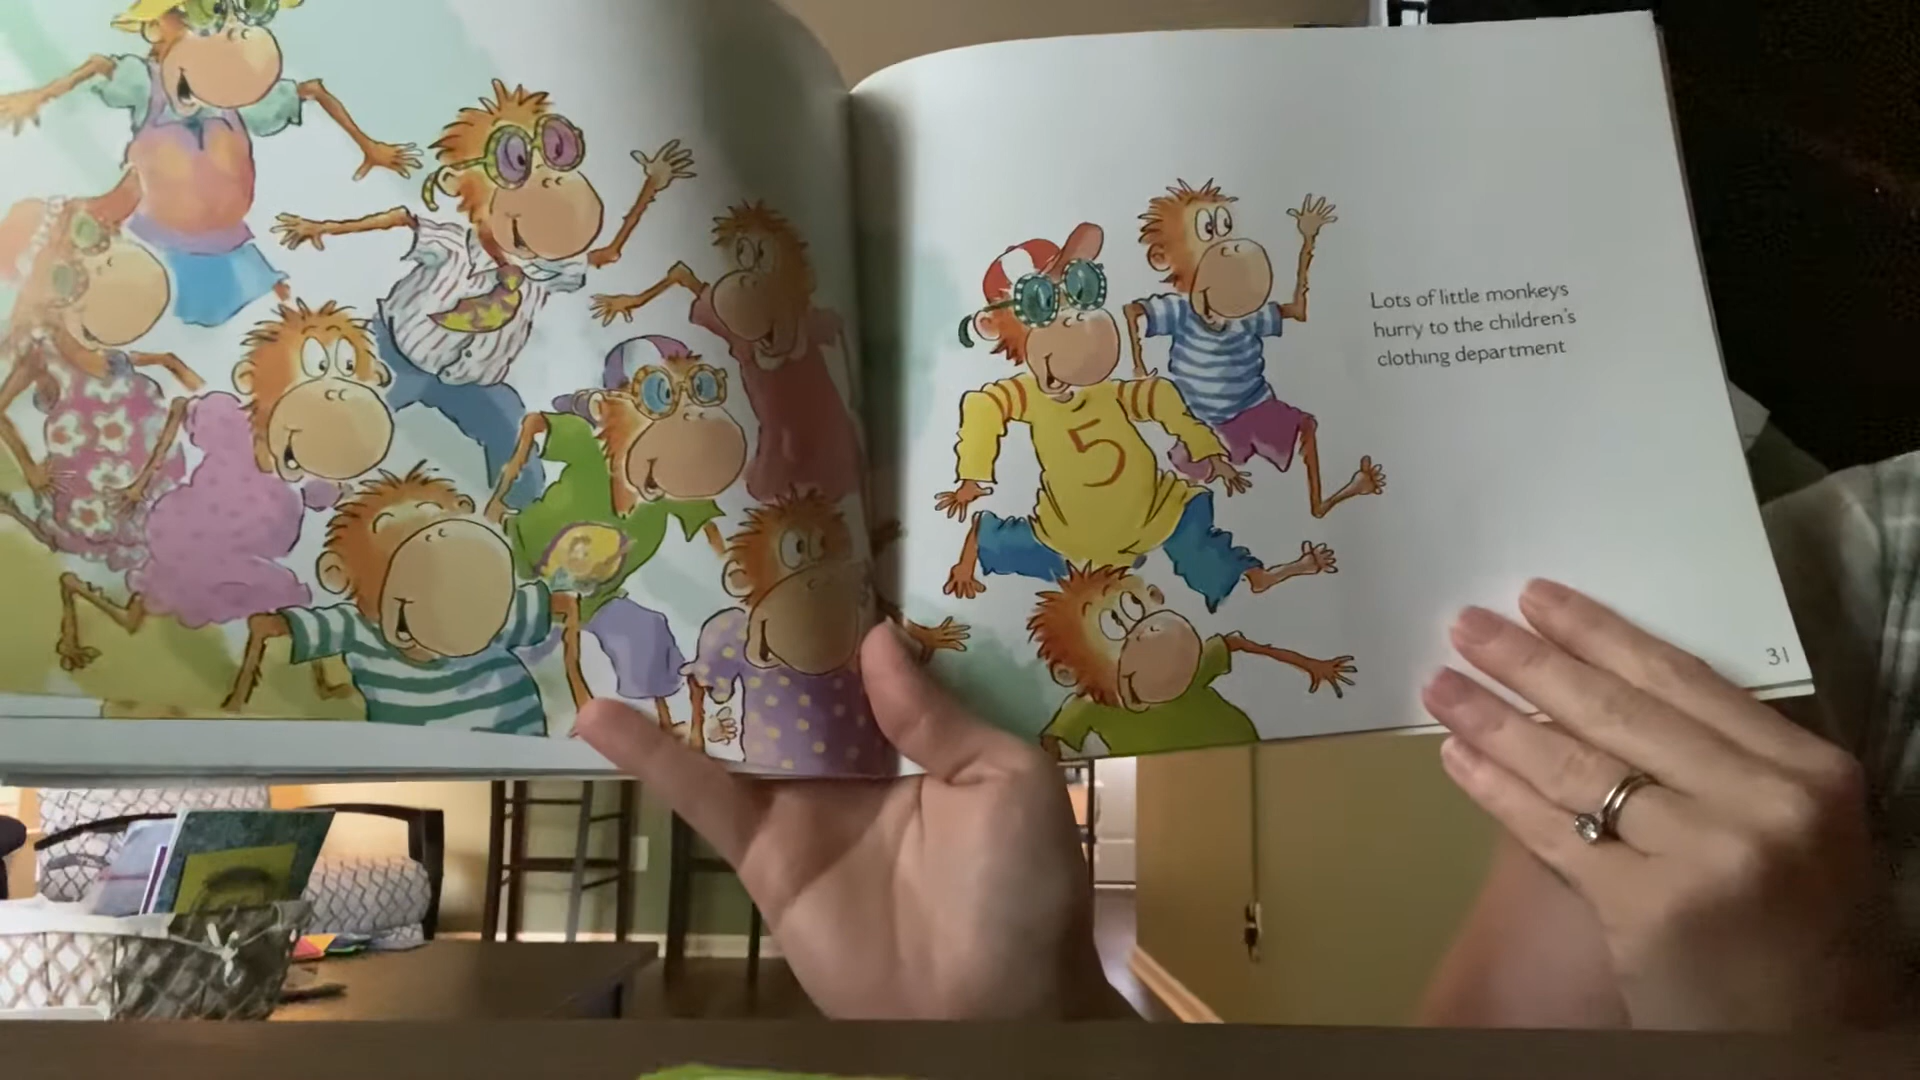 5
Lots of little monkeys
hurry to the children's
clothing department
31